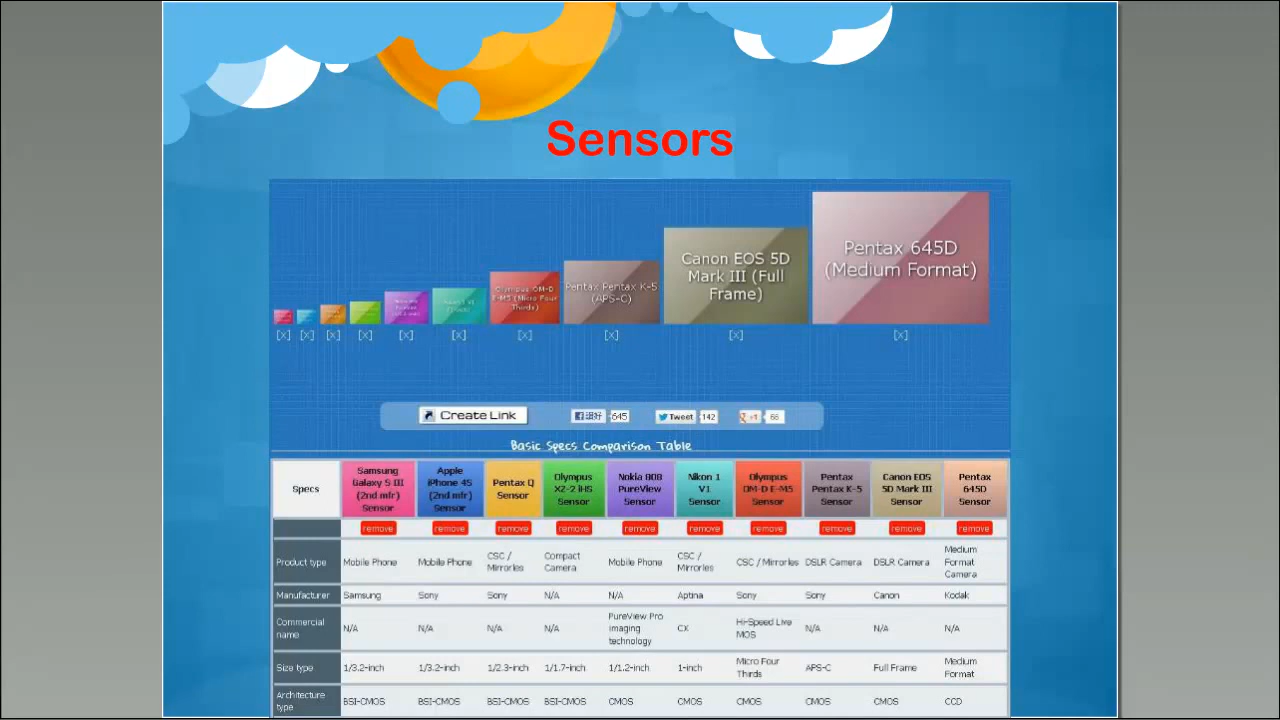 Sensors
Olympus OM-D
E-M5 (Micro Four
Thirds)
Pentax Pentax K-5
(APS-C)
Canon EOS 5D
Mark III (Full
Frame)
Pentax 645D
(Medium Format)
[X] [X] [X] [X] [X] [X] [X] [X] [X] [X]
Create Link 645 Tweet 142 +1 66
Basic Specs Comparison Table
Specs
Samsung
Galaxy S III
(2nd mfr)
Sensor
Apple
iPhone 4S
(2nd mfr)
Sensor
Pentax Q
Sensor
Olympus
XZ-2 iHS
Sensor
Nokia 808
PureView
Sensor
Nikon 1
V1
Sensor
Olympus
OM-D E-M5
Sensor
Pentax
Pentax K-5
Sensor
Canon EOS
5D Mark III
Sensor
Pentax
645D
Sensor
remove remove remove remove remove remove remove remove remove remove
Product type
Mobile Phone
Mobile Phone
CSC /
Mirrorles
Compact
Camera
Mobile Phone
CSC /
Mirrorles
CSC / Mirrorles
DSLR Camera
DSLR Camera
Medium
Format
Camera
Manufacturer Samsung Sony Sony N/A N/A Aptina Sony Sony Canon Kodak
Commercial
name
N/A
N/A
N/A
N/A
PureView Pro
imaging
technology
CX
Hi-Speed Live
MOS
N/A
N/A
N/A
Size type
1/3.2-inch
1/3.2-inch
1/2.3-inch
1/1.7-inch
1/1.2-inch
1-inch
Micro Four
Thirds
APS-C
Full Frame
Medium
Format
Architecture
type
BSI-CMOS
BSI-CMOS
BSI-CMOS
BSI-CMOS
CMOS
CMOS
CMOS
CMOS
CMOS
CCD